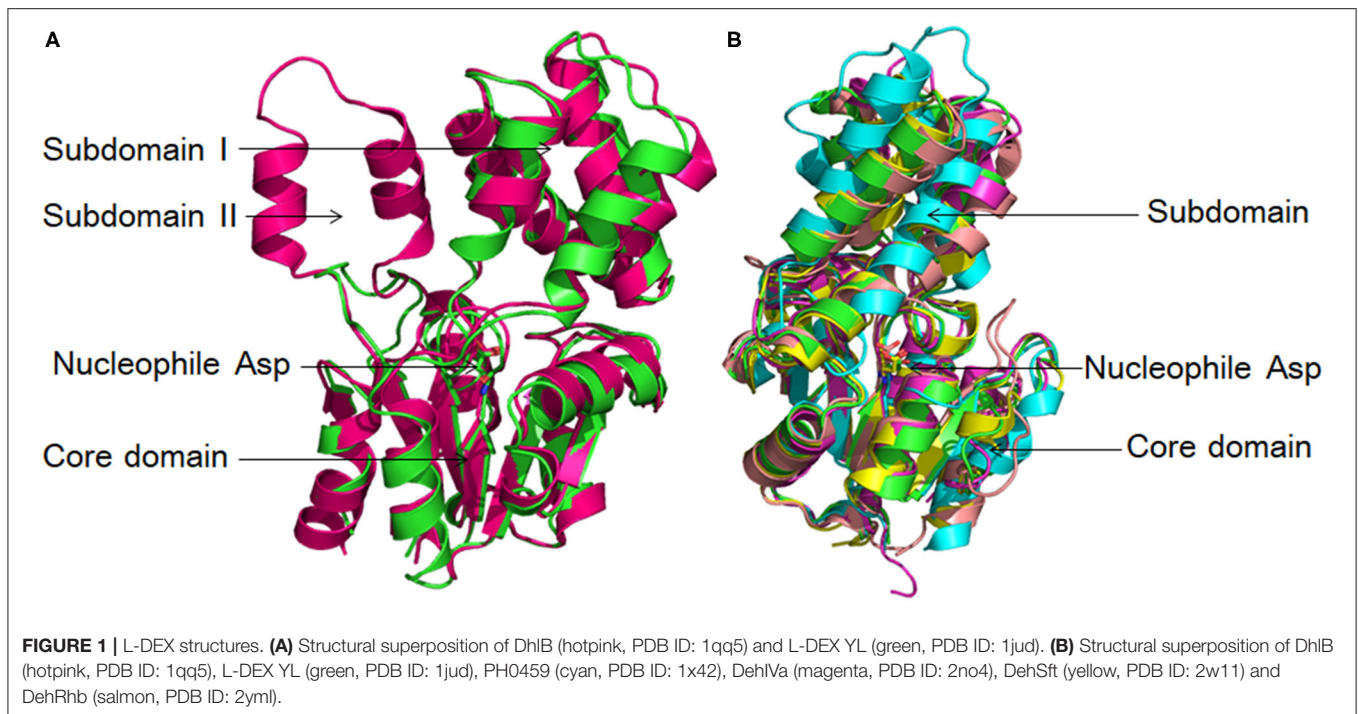 A
B
Subdomain I
Subdomain II
Nucleophile Asp
Core domain
Subdomain
Nucleophile Asp
Core domain
FIGURE 1 | L-DEX structures. (A) Structural superposition of DhlB (hotpink, PDB ID: 1qq5) and L-DEX YL (green, PDB ID: 1jud). (B) Structural superposition of DhlB
(hotpink, PDB ID: 1qq5), L-DEX YL (green, PDB ID: 1jud), PH0459 (cyan, PDB ID: 1x42), DehIVa (magenta, PDB ID: 2no4), DehSft (yellow, PDB ID: 2w11) and
DehRhb (salmon, PDB ID: 2yml).